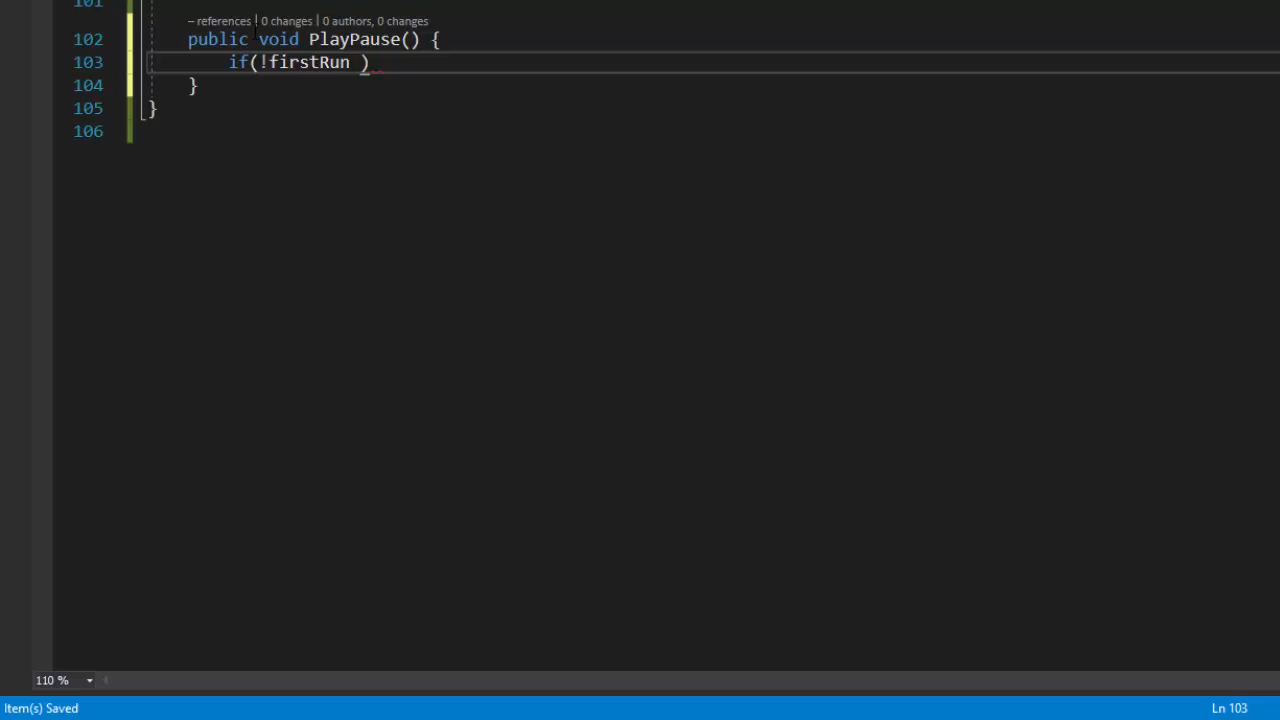 101
– references | 0 changes | 0 authors, 0 changes
102 public void PlayPause() {
103 if(!firstRun )
104 }
105 }
106
110 %
Item(s) Saved Ln 103